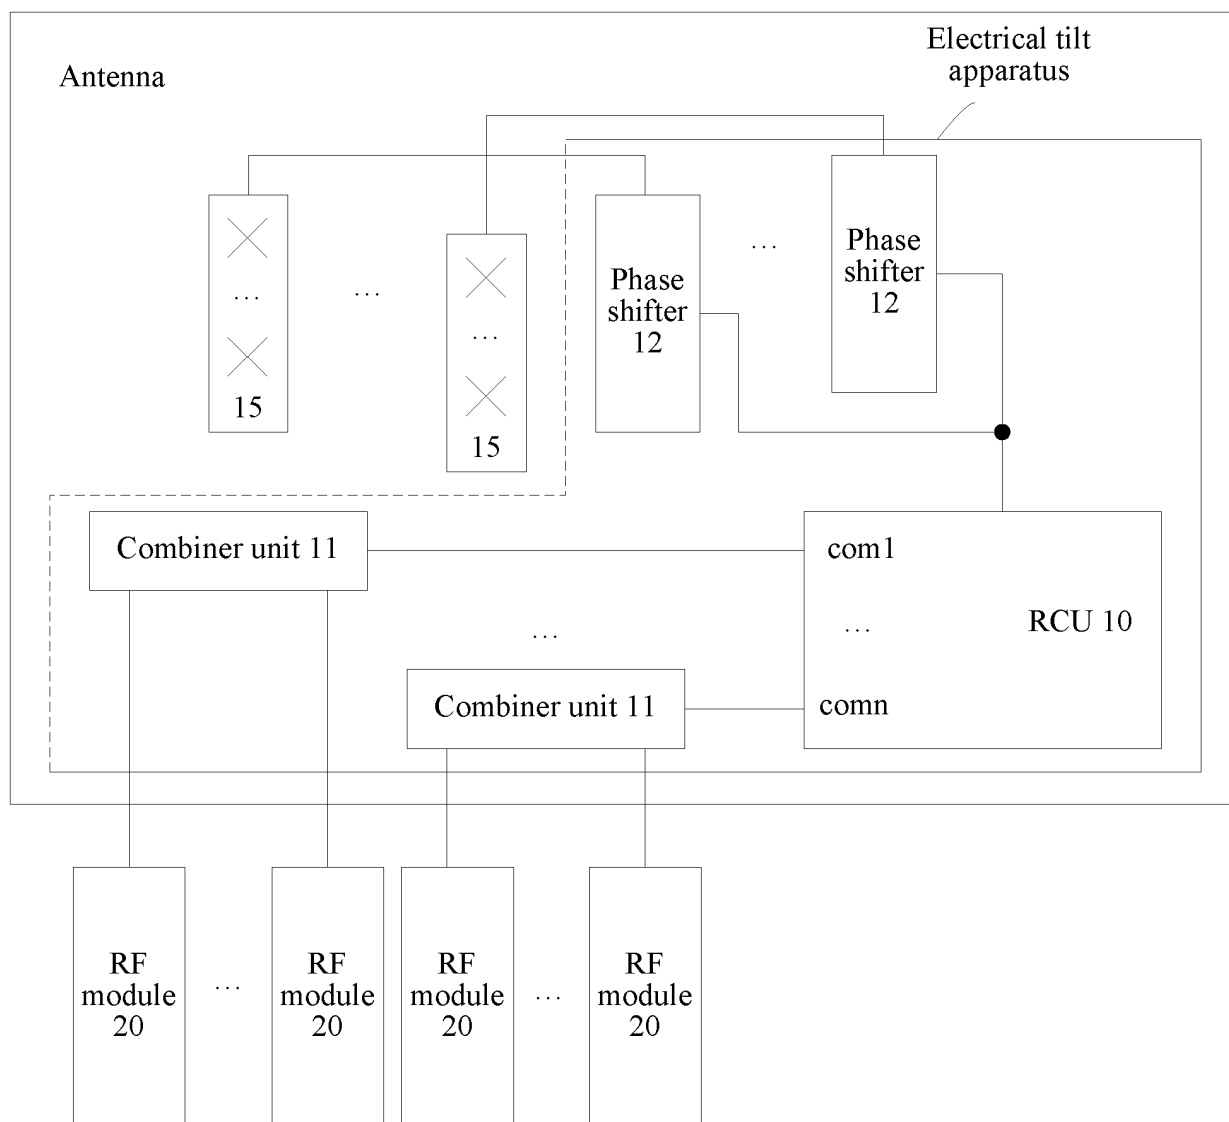 Electrical tilt
apparatus
Antenna
...
...
15
...
15
Phase
shifter
12
...
Phase
shifter
12
Combiner unit 11
com1
...
RCU 10
...
Combiner unit 11
comn
RF
module
20
...
RF
module
20
RF
module
20
...
RF
module
20